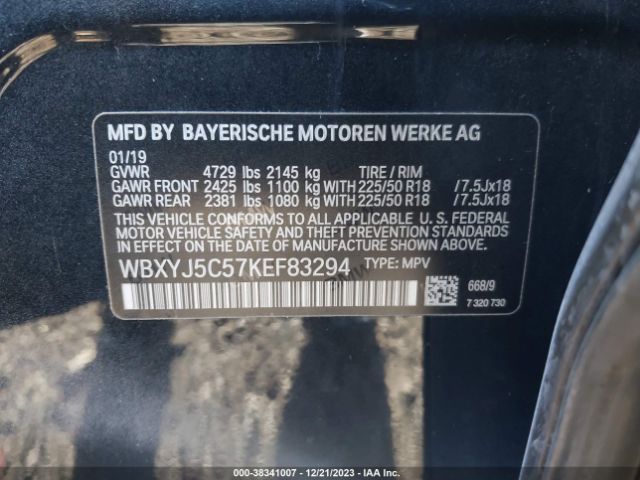 MFD BY BAYERISCHE MOTOREN WERKE AG
01/19
GVWR 4729 lbs 2145 kg TIRE / RIM
GAWR FRONT 2425 lbs 1100 kg WITH 225/50 R18 /7.5Jx18
GAWR REAR 2381 lbs 1080 kg WITH 225/50 R18 /7.5Jx18
THIS VEHICLE CONFORMS TO ALL APPLICABLE U. S. FEDERAL
MOTOR VEHICLE SAFETY, BUMPER, AND THEFT PREVENTION STANDARDS
IN EFFECT ON THE DATE OF MANUFACTURE SHOWN ABOVE.
WBXYJ5C57KEF83294 TYPE: MPV
668/9
7 320 730
000-38341007 - 12/21/2023 - IAA Inc.